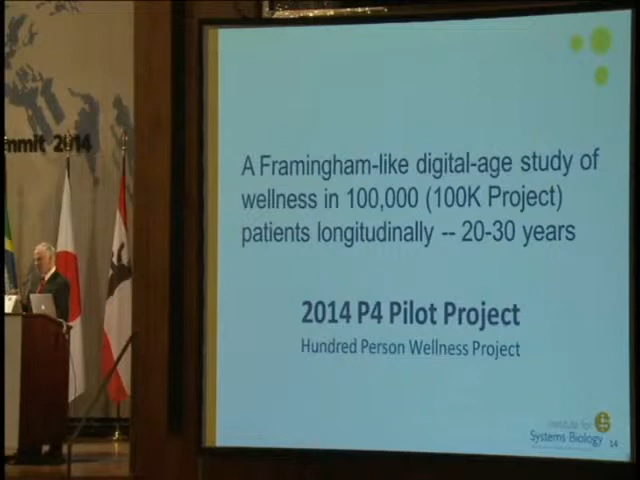 mmit 2014
A Framingham-like digital-age study of
wellness in 100,000 (100K Project)
patients longitudinally -- 20-30 years
2014 P4 Pilot Project
Hundred Person Wellness Project
Institute for
Systems Biology
14